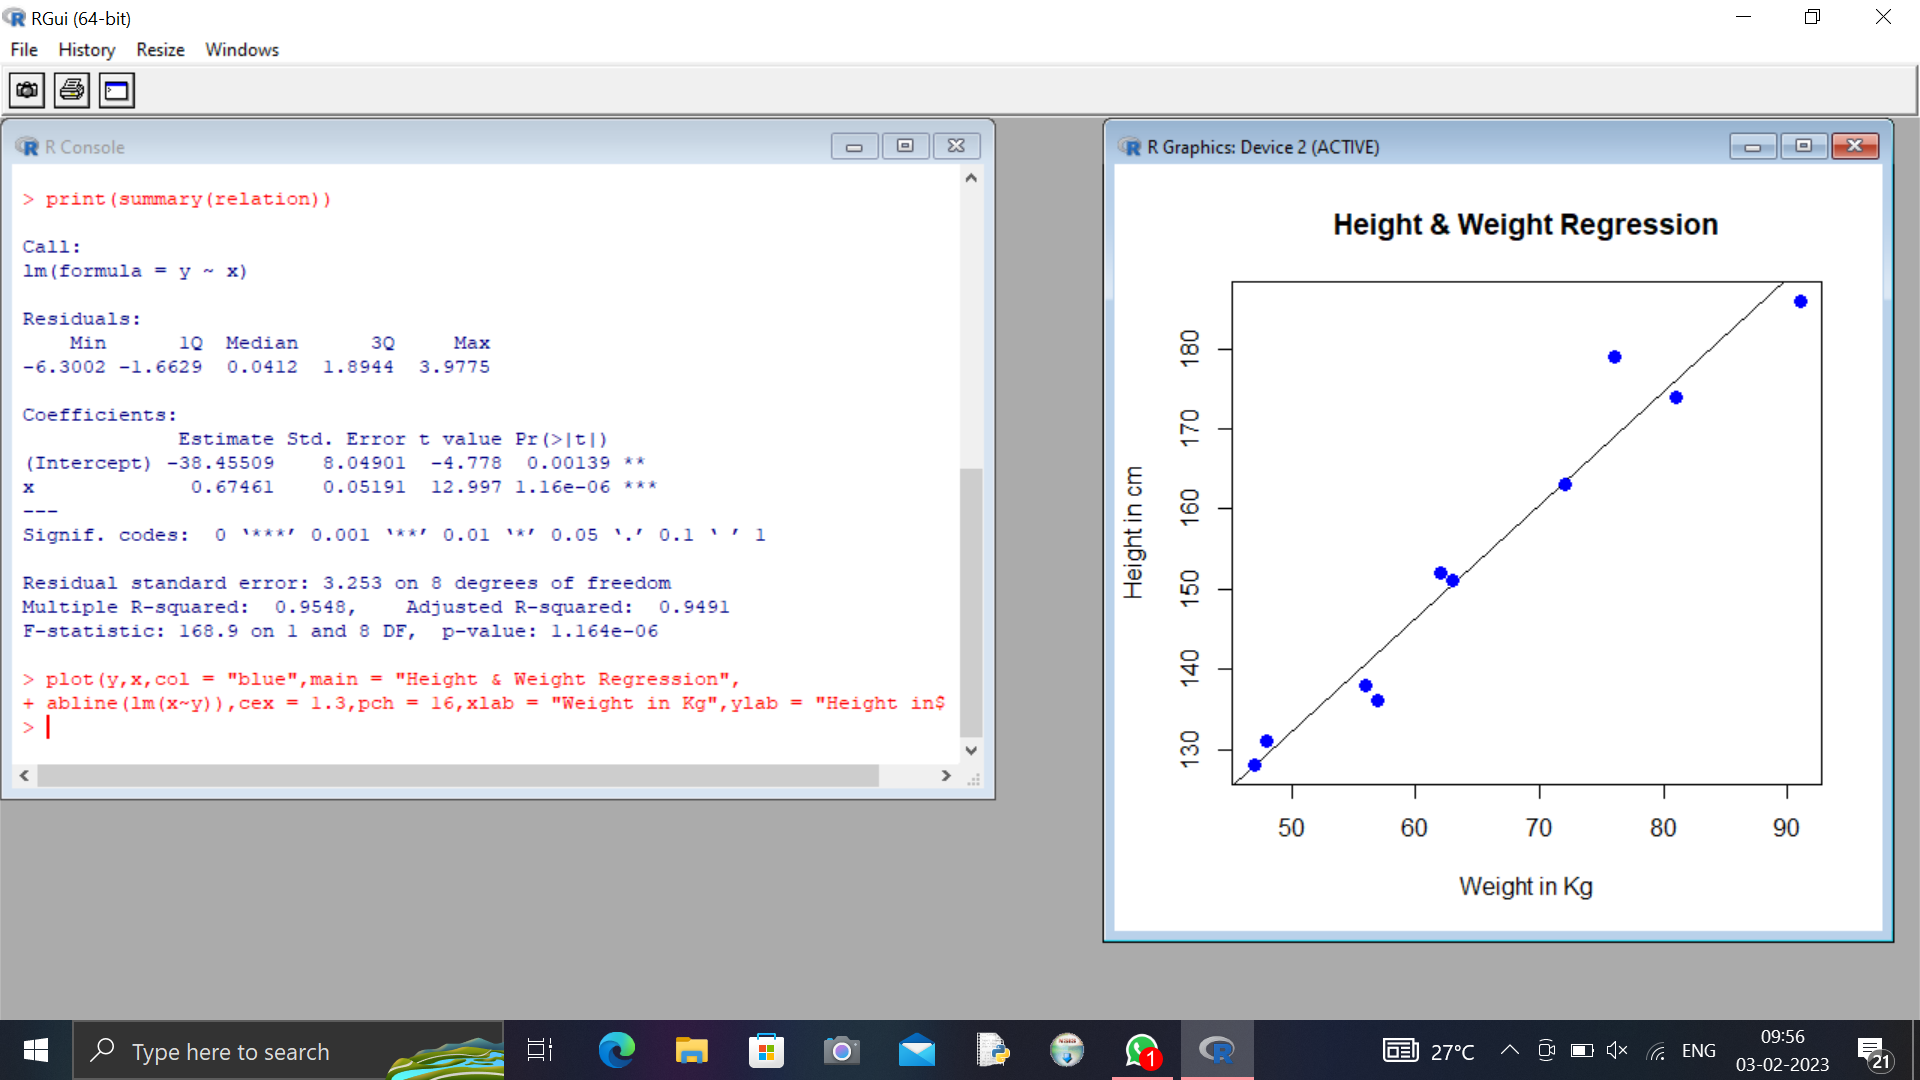 RGui (64-bit)
File History Resize Windows
R Console
> print(summary(relation))
Call:
lm(formula = y ~ x)
Residuals:
Min 1Q Median 3Q Max
-6.3002 -1.6629 0.0412 1.8944 3.9775
Coefficients:
Estimate Std. Error t value Pr(>|t|)
(Intercept) -38.45509 8.04901 -4.778 0.00139 **
x 0.67461 0.05191 12.997 1.16e-06 ***
---
Signif. codes: 0 ‘***’ 0.001 ‘**’ 0.01 ‘*’ 0.05 ‘.’ 0.1 ‘ ’ 1
Residual standard error: 3.253 on 8 degrees of freedom
Multiple R-squared: 0.9548, Adjusted R-squared: 0.9491
F-statistic: 168.9 on 1 and 8 DF, p-value: 1.164e-06
> plot(y,x,col = "blue",main = "Height & Weight Regression",
+ abline(lm(x~y)),cex = 1.3,pch = 16,xlab = "Weight in Kg",ylab = "Height in$
>
R Graphics: Device 2 (ACTIVE)
Height & Weight Regression
Height in cm
180
170
160
150
140
130
50 60 70 80 90
Weight in Kg
Type here to search
1
27°C
ENG
09:56
03-02-2023
21